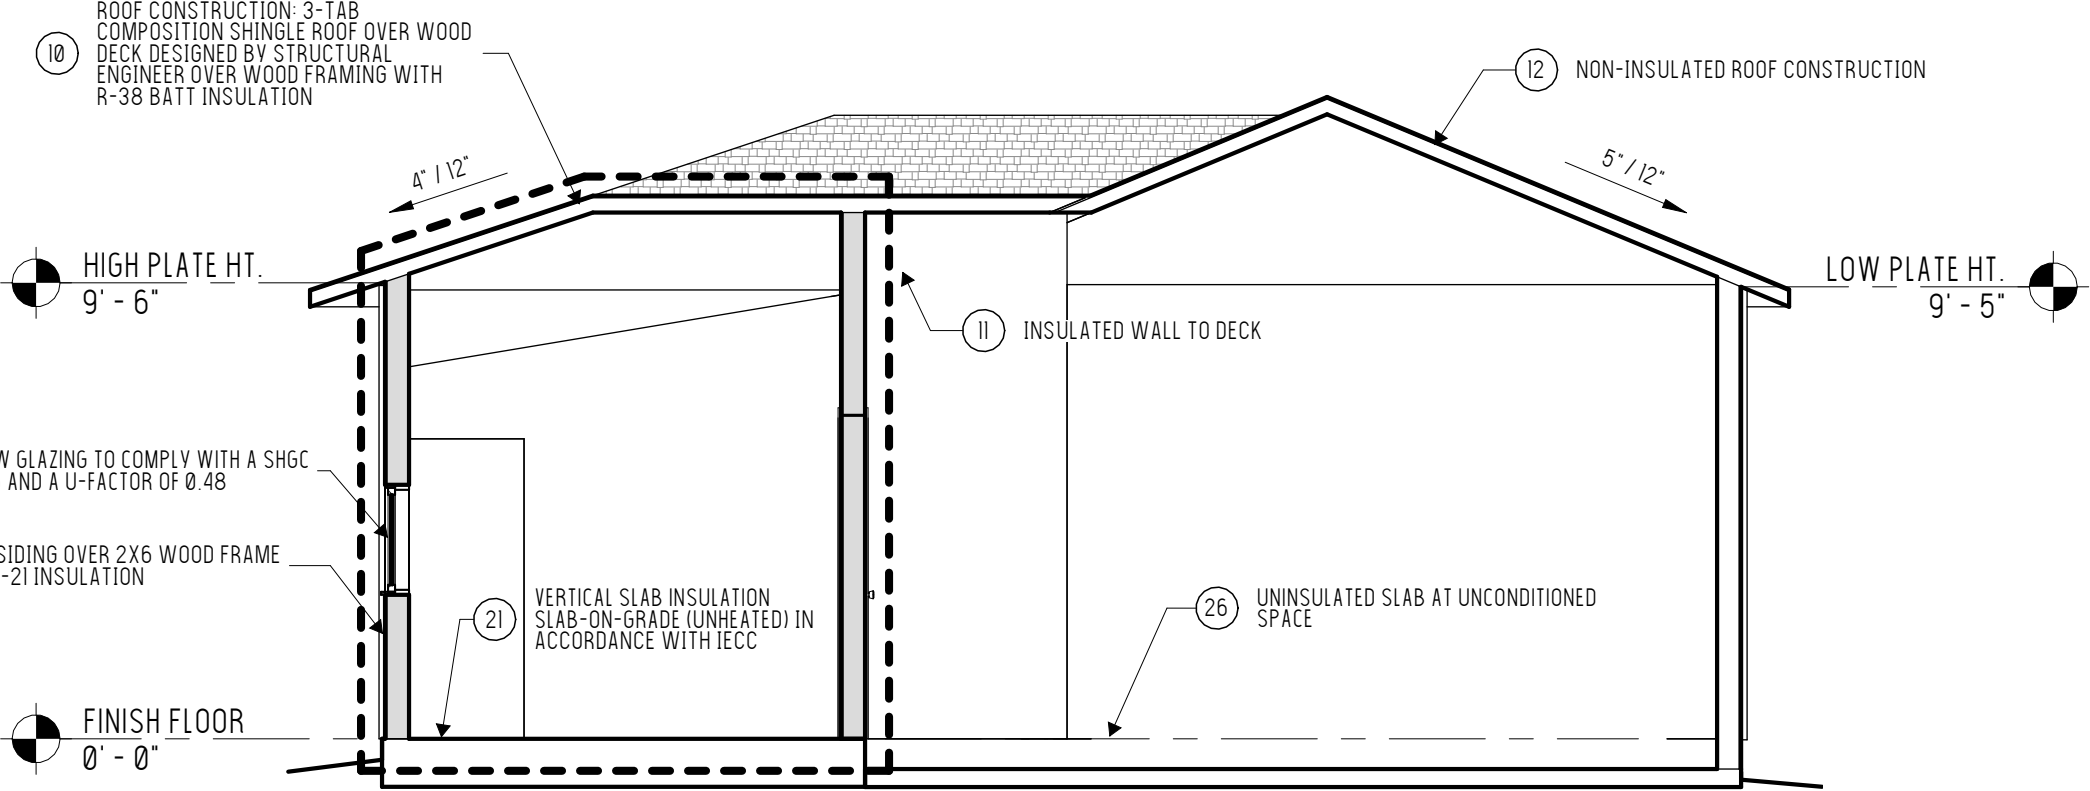 ROOF CONSTRUCTION: 3-TAB
COMPOSITION SHINGLE ROOF OVER WOOD
DECK DESIGNED BY STRUCTURAL
ENGINEER OVER WOOD FRAMING WITH
R-38 BATT INSULATION
10
12 NON-INSULATED ROOF CONSTRUCTION
4" / 12"
5" / 12"
HIGH PLATE HT.
9' - 6"
LOW PLATE HT.
9' - 5"
11 INSULATED WALL TO DECK
GLAZING TO COMPLY WITH A SHGC
AND A U-FACTOR OF 0.48
SIDING OVER 2X6 WOOD FRAME
-21 INSULATION
21
VERTICAL SLAB INSULATION
SLAB-ON-GRADE (UNHEATED) IN
ACCORDANCE WITH IECC
26
UNINSULATED SLAB AT UNCONDITIONED
SPACE
FINISH FLOOR
0' - 0"